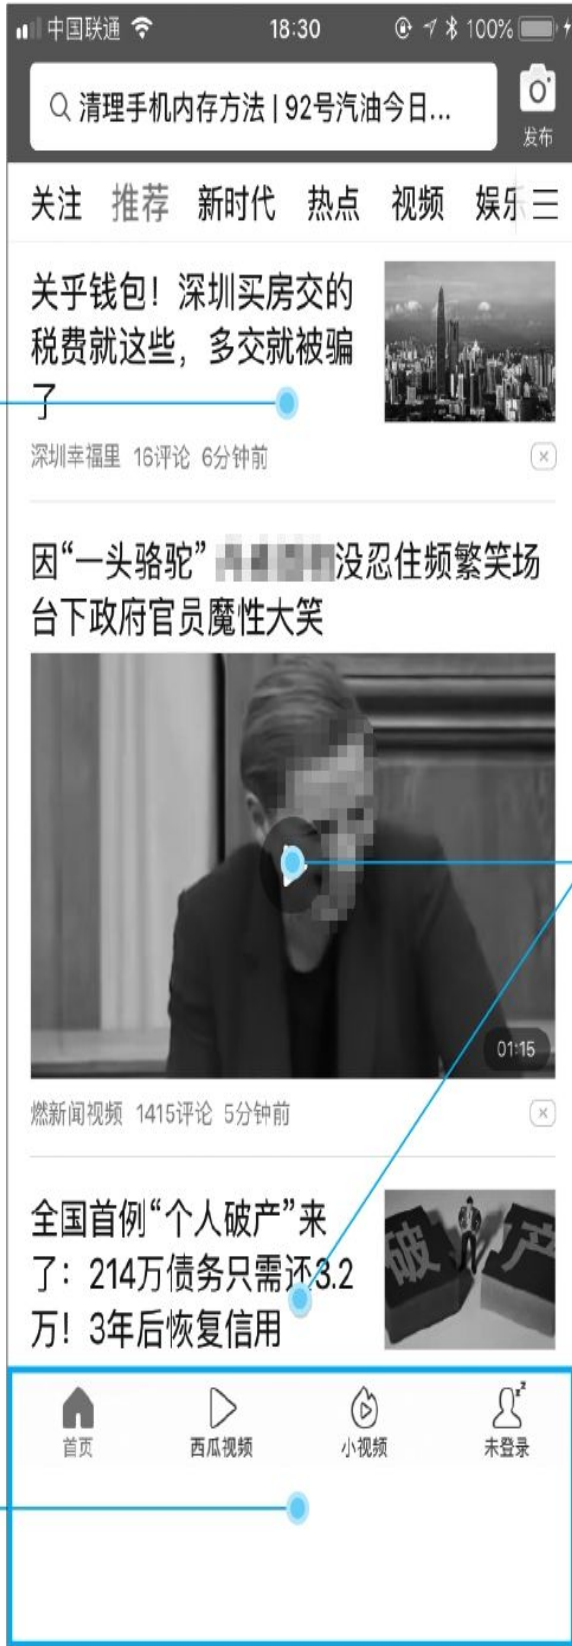 中国联通 18:30 100%
清理手机内存方法 | 92号汽油今日...
发布
关注 推荐 新时代 热点 视频 娱乐
关乎钱包！深圳买房交的
税费就这些，多交就被骗
了
深圳幸福里 16评论 6分钟前
因“一头骆驼” 没忍住频繁笑场
台下政府官员魔性大笑
01:15
燃新闻视频 1415评论 5分钟前
全国首例“个人破产”来
了：214万债务只需还3.2
万！3年后恢复信用
破产
首页 西瓜视频 小视频 未登录